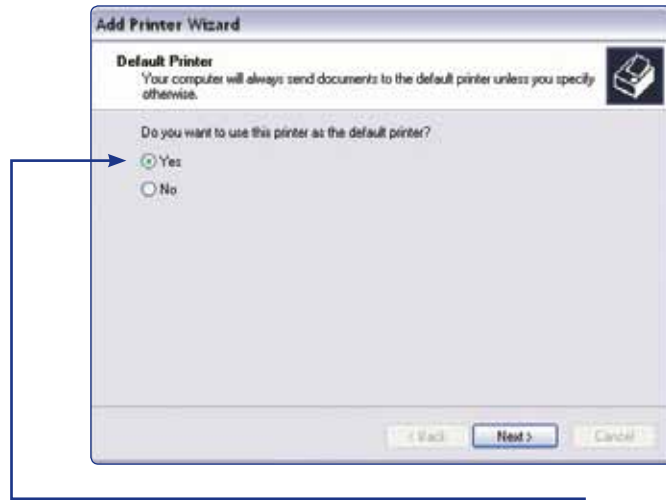 Add Printer Wizard
Default Printer
Your computer will always send documents to the default printer unless you specify
otherwise.
Do you want to use this printer as the default printer?
Yes
No
< Back
Next >
Cancel